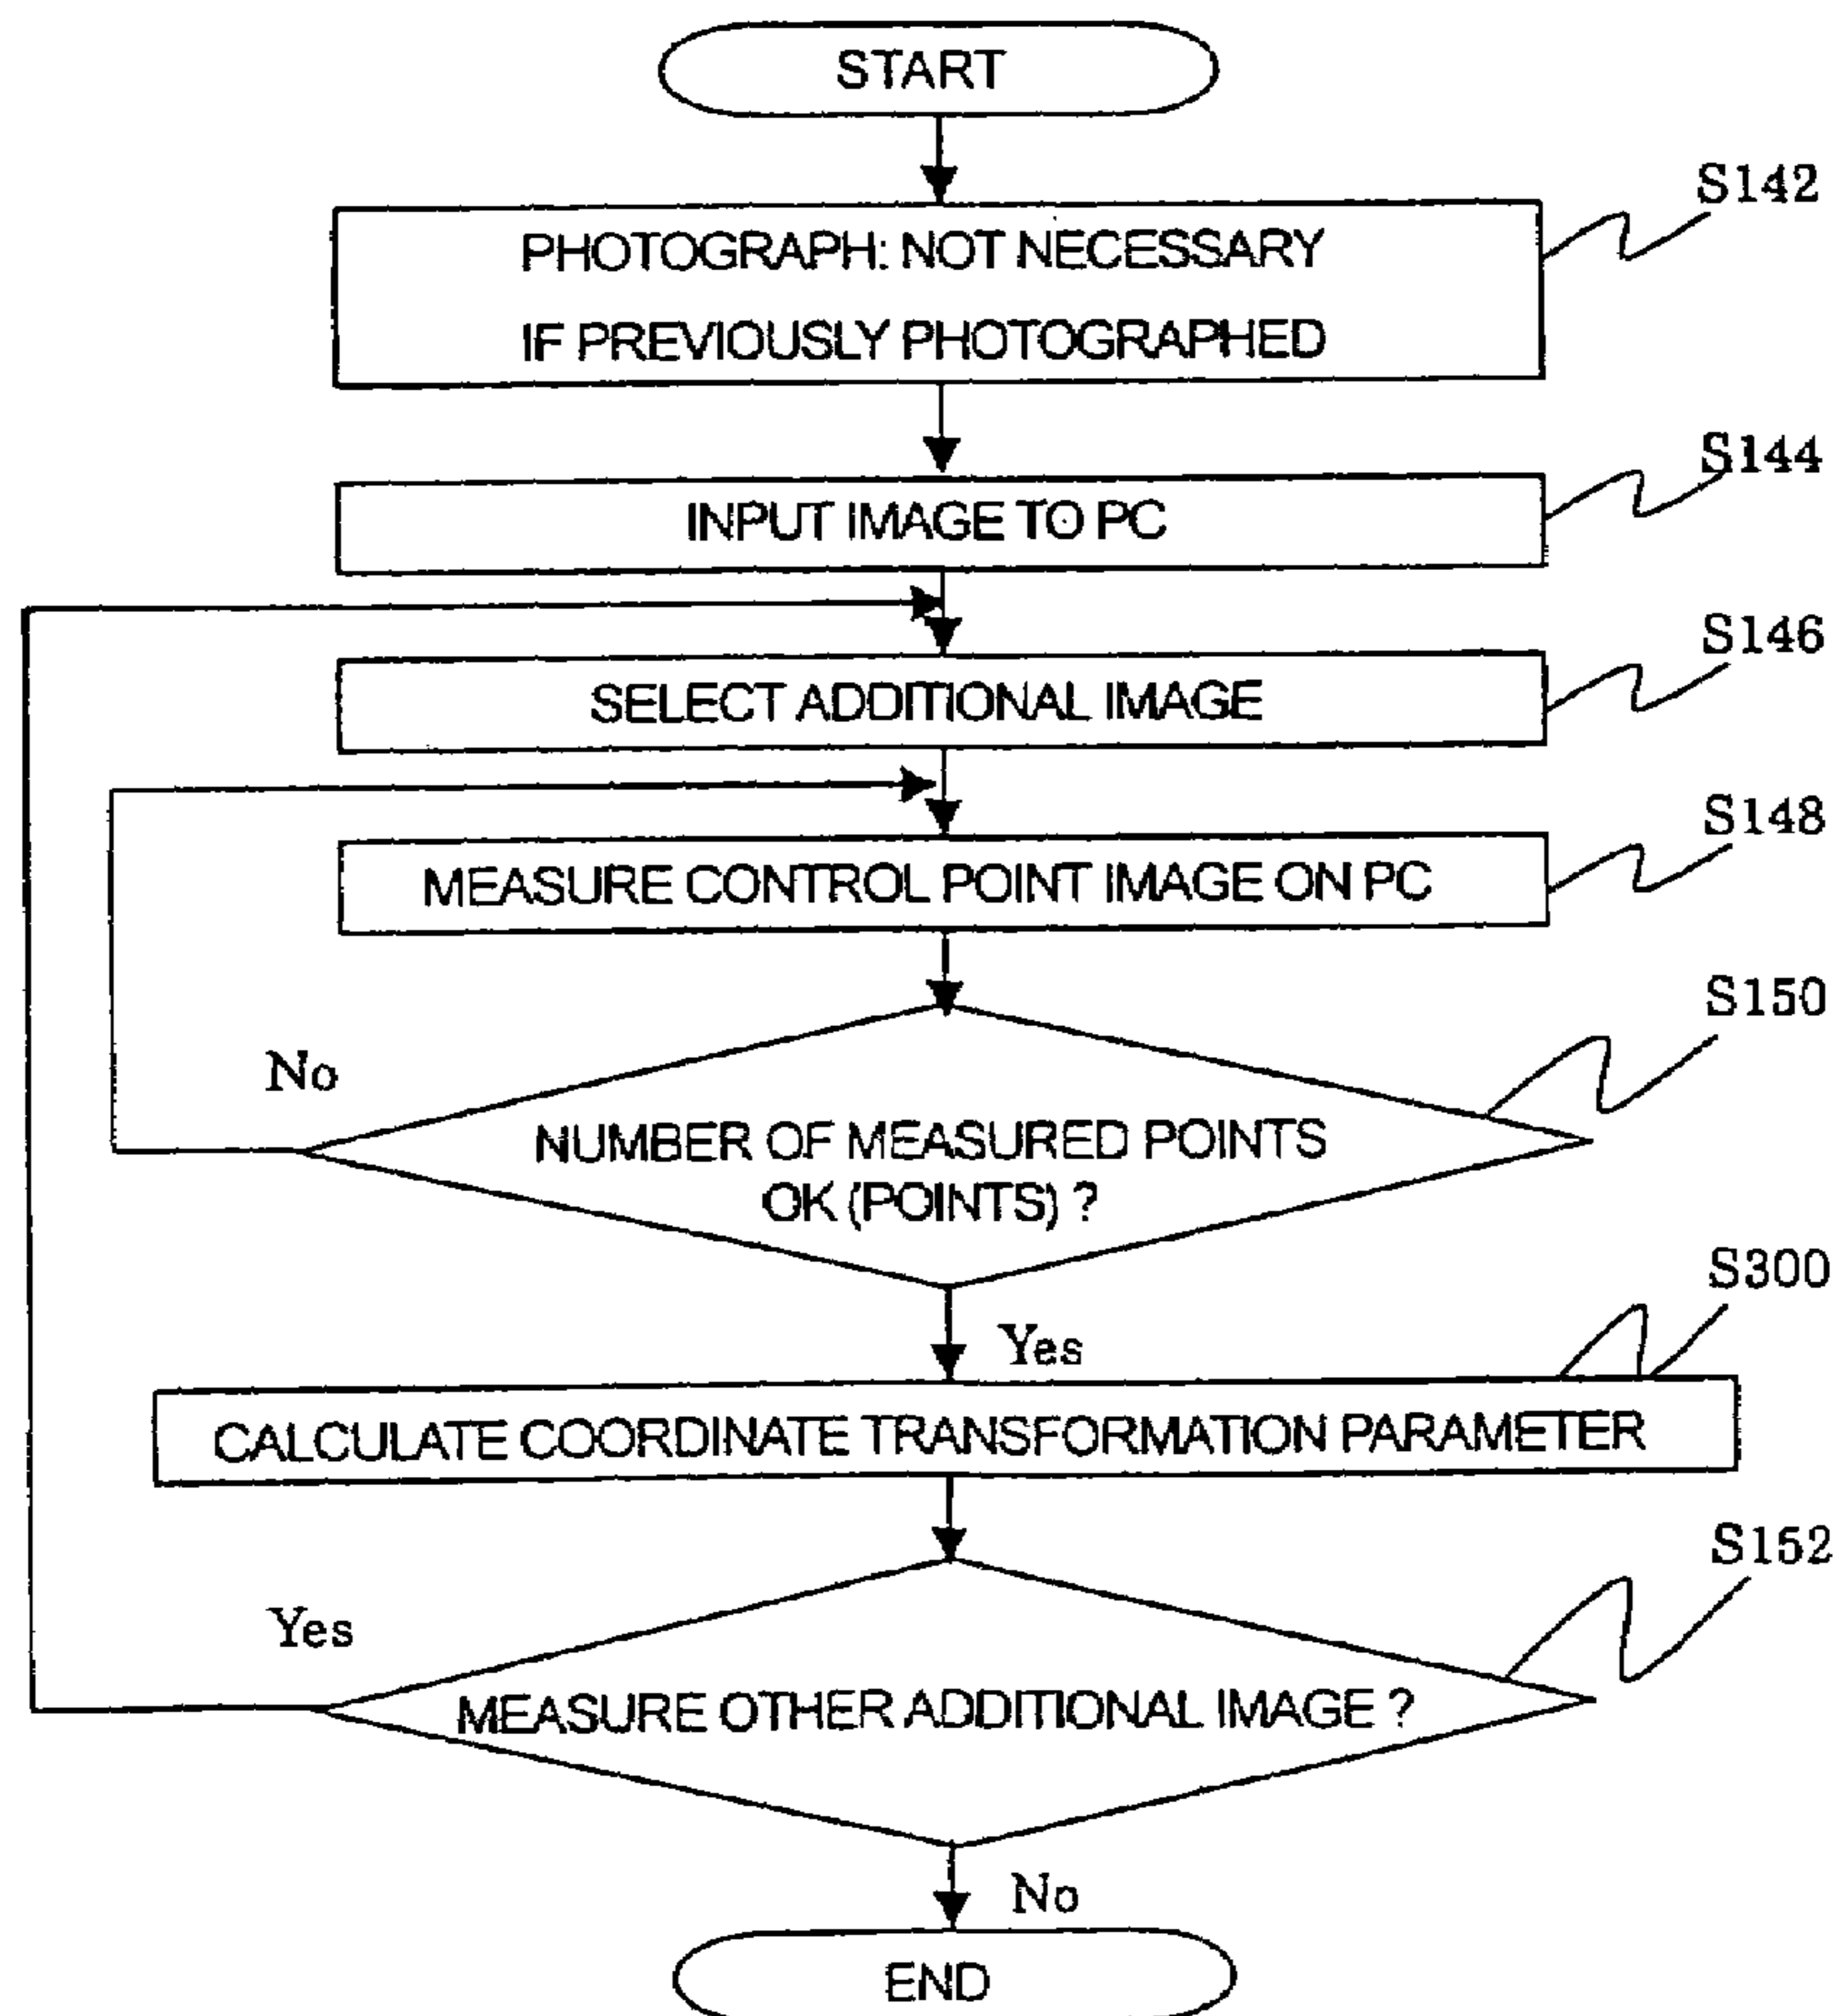 START
S142
PHOTOGRAPH: NOT NECESSARY
IF PREVIOUSLY PHOTOGRAPHED
S144
INPUT IMAGE TO PC
S146
SELECT ADDITIONAL IMAGE
S148
MEASURE CONTROL POINT IMAGE ON PC
S150
No
NUMBER OF MEASURED POINTS
OK (POINTS) ?
S300
Yes
CALCULATE COORDINATE TRANSFORMATION PARAMETER
S152
Yes
MEASURE OTHER ADDITIONAL IMAGE ?
No
END